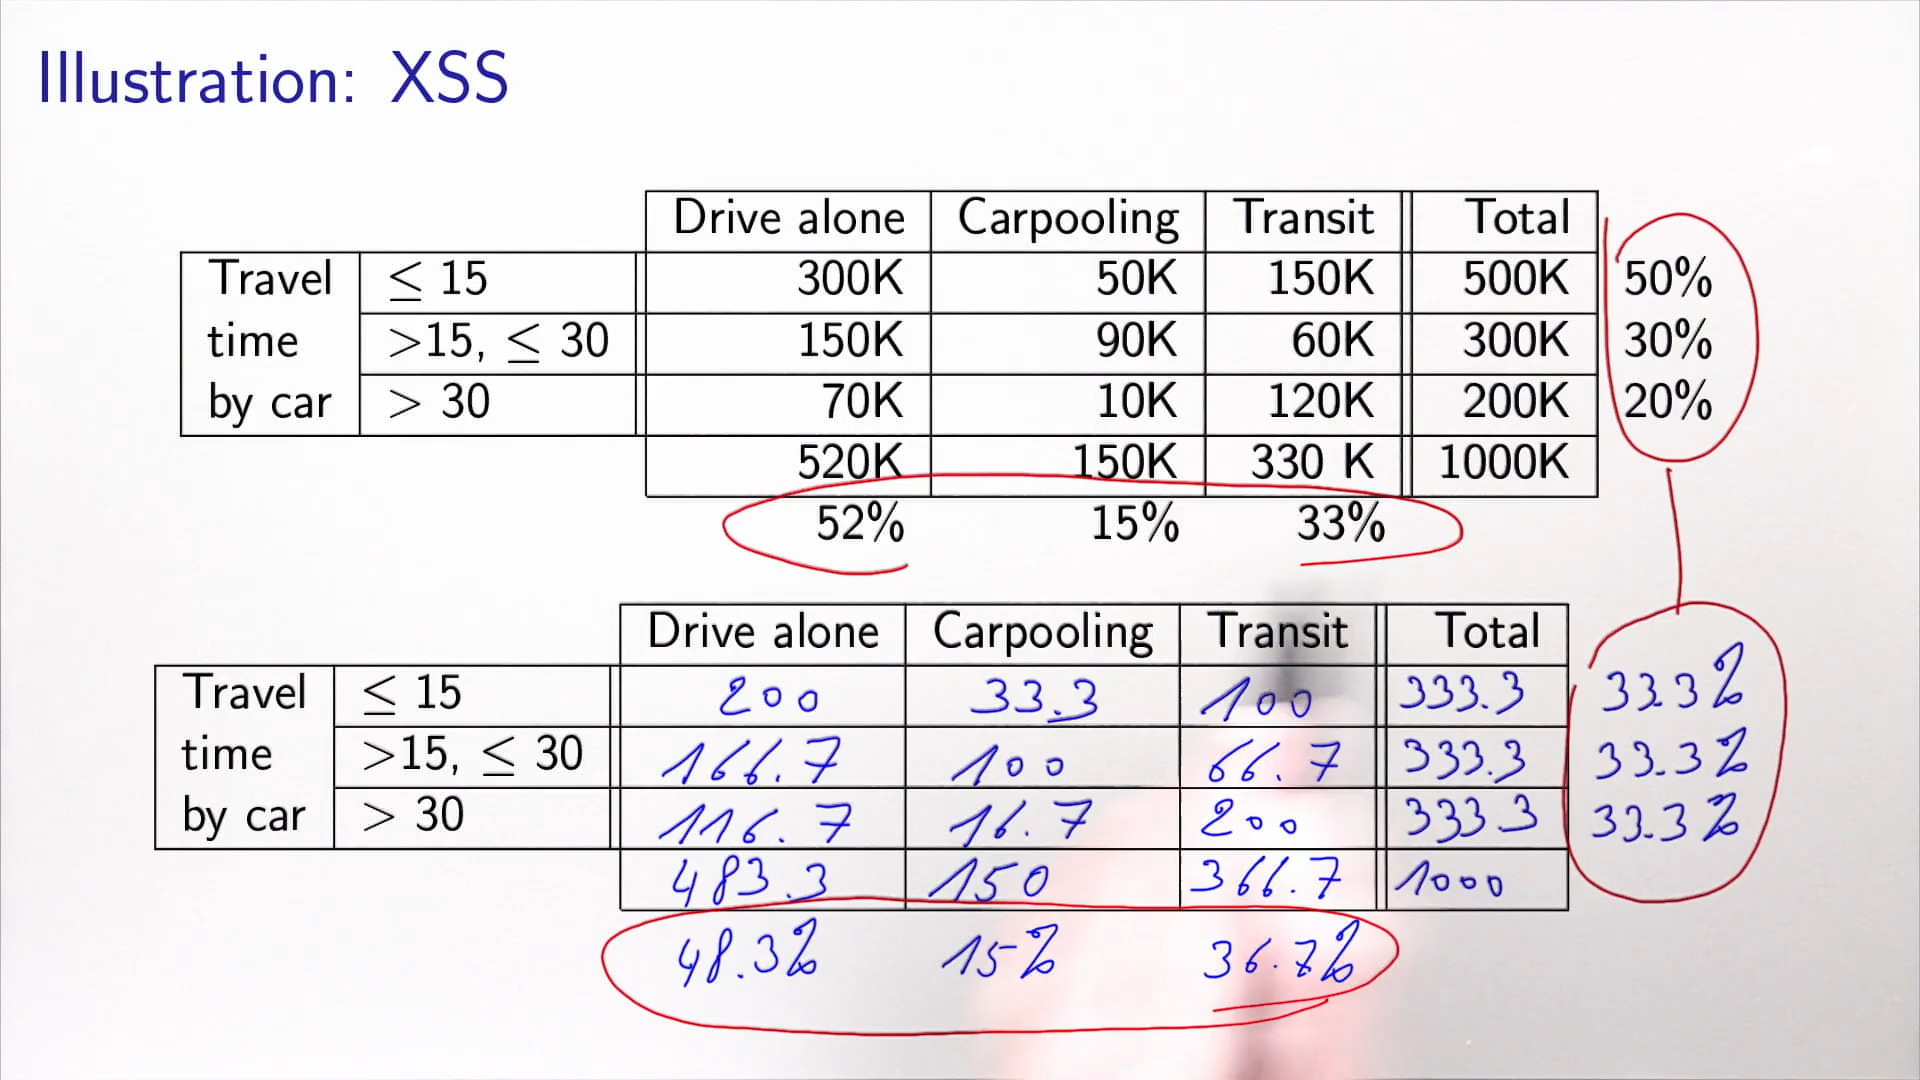 Illustration: XSS
Drive alone Carpooling Transit Total
Travel ≤ 15 300K 50K 150K 500K 50%
time >15, ≤ 30 150K 90K 60K 300K 30%
by car > 30 70K 10K 120K 200K 20%
520K 150K 330 K 1000K
52% 15% 33%
Drive alone Carpooling Transit Total
Travel ≤ 15 200 33.3 100 333.3 33.3%
time >15, ≤ 30 166.7 100 66.7 333.3 33.3%
by car > 30 116.7 16.7 200 333.3 33.3%
483.3 150 366.7 1000
48.3% 15% 36.7%